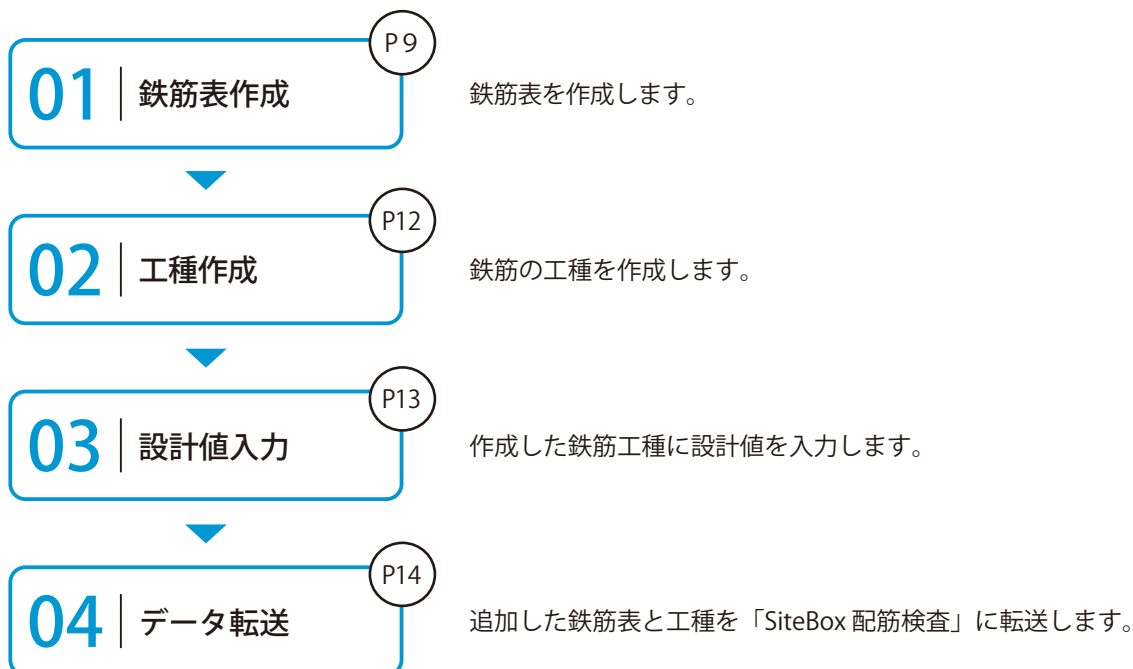 P 9
01 鉄筋表作成
鉄筋表を作成します。
P12
02 工種作成
鉄筋の工種を作成します。
P13
03 設計値入力
作成した鉄筋工種に設計値を入力します。
P14
04 データ転送
追加した鉄筋表と工種を「SiteBox 配筋検査」に転送します。